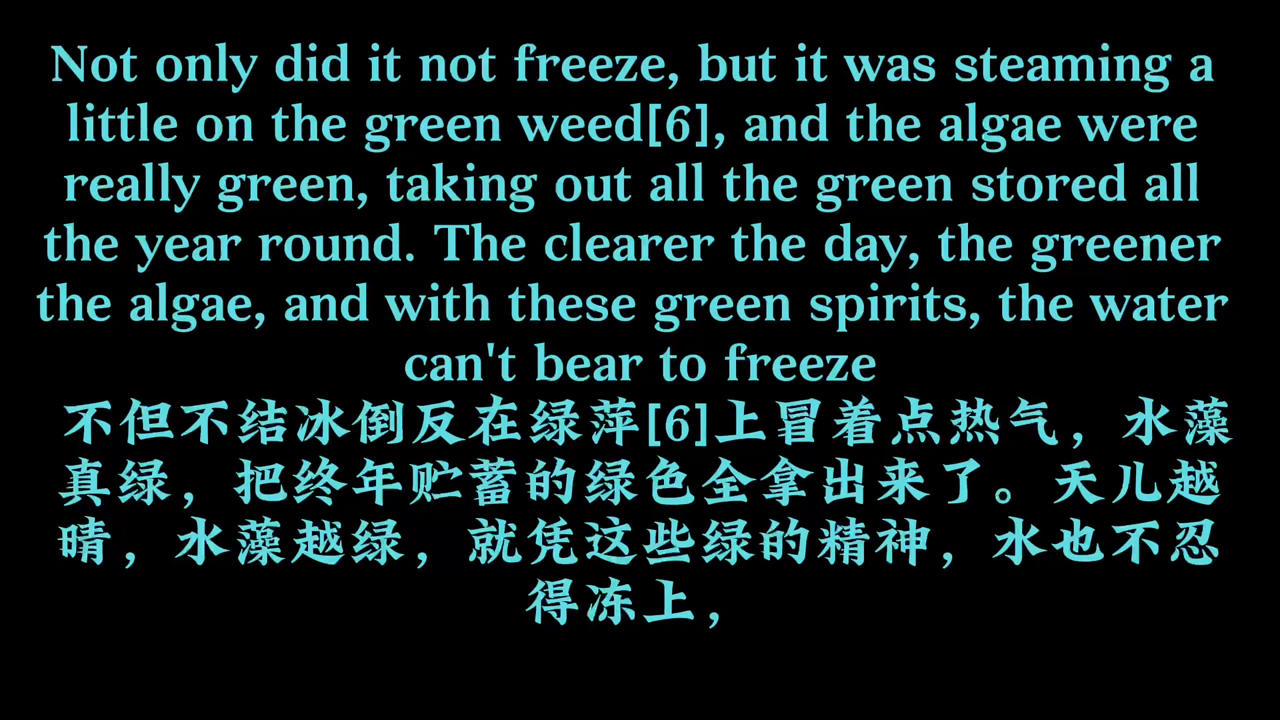 Not only did it not freeze, but it was steaming a
little on the green weed[6], and the algae were
really green, taking out all the green stored all
the year round. The clearer the day, the greener
the algae, and with these green spirits, the water
can't bear to freeze
不但不结冰倒反在绿萍[6]上冒着点热气，水藻
真绿，把终年贮蓄的绿色全拿出来了。天儿越
晴，水藻越绿，就凭这些绿的精神，水也不忍
得冻上，